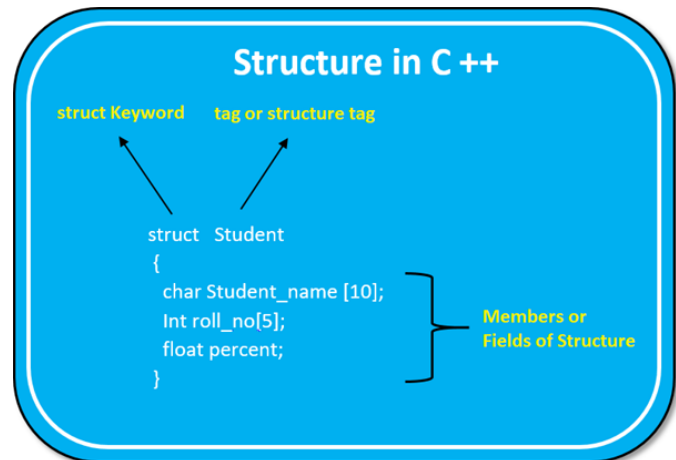 Structure in C ++
struct Keyword
tag or structure tag
struct Student
{
char Student_name [10];
Int roll_no[5];
float percent;
}
Members or
Fields of Structure